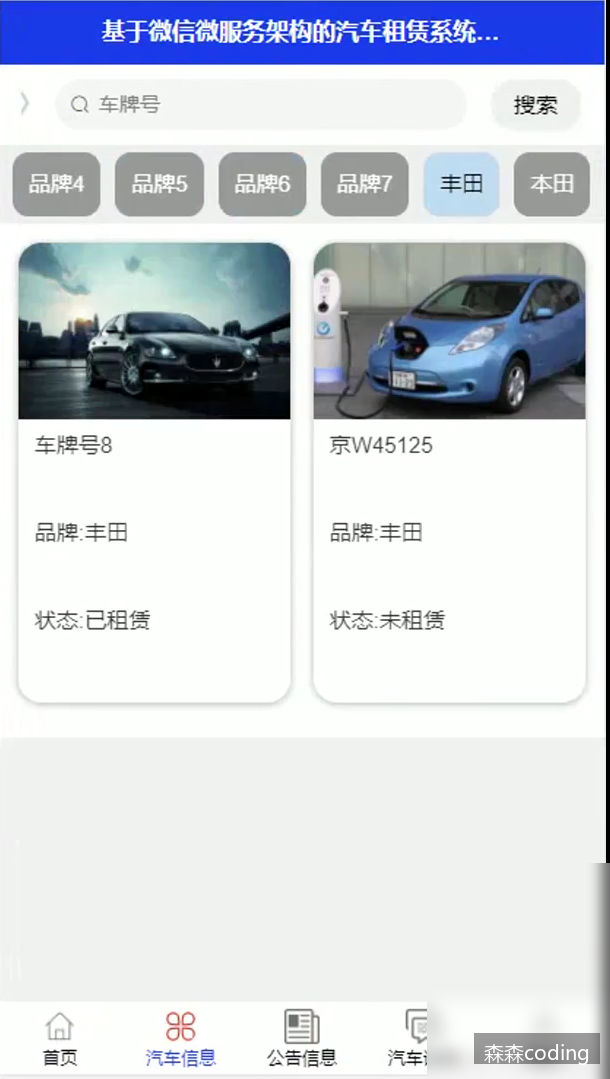 基于微信微服务架构的汽车租赁系统...
车牌号
搜索
品牌4
品牌5
品牌6
品牌7
丰田
本田
车牌号8
品牌:丰田
状态:已租赁
京W45125
品牌:丰田
状态:未租赁
首页
汽车信息
公告信息
汽车
森森coding